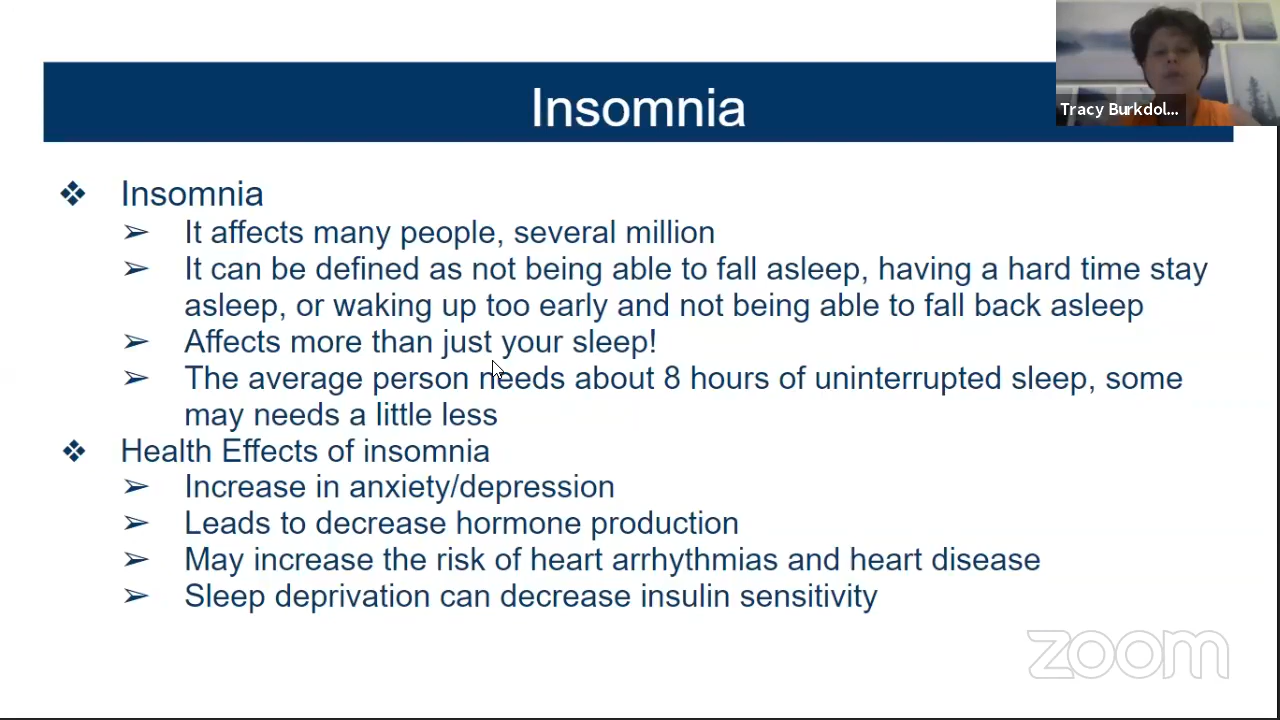 Insomnia
Tracy Burkdol...
Insomnia
It affects many people, several million
It can be defined as not being able to fall asleep, having a hard time stay
asleep, or waking up too early and not being able to fall back asleep
Affects more than just your sleep!
The average person needs about 8 hours of uninterrupted sleep, some
may needs a little less
Health Effects of insomnia
Increase in anxiety/depression
Leads to decrease hormone production
May increase the risk of heart arrhythmias and heart disease
Sleep deprivation can decrease insulin sensitivity
zoom